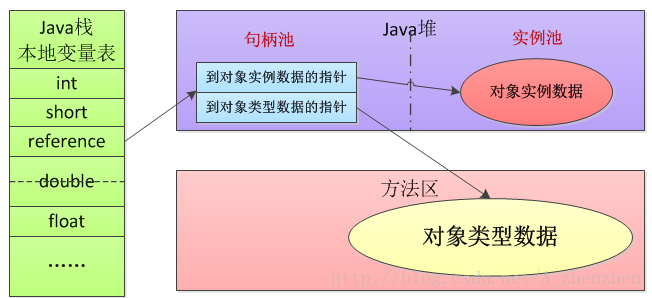 Java栈
本地变量表
int
short
reference
double
float
......
Java堆
句柄池
实例池
到对象实例数据的指针
到对象类型数据的指针
对象实例数据
方法区
对象类型数据
http://blog.csdn.net/A-zhenzhen